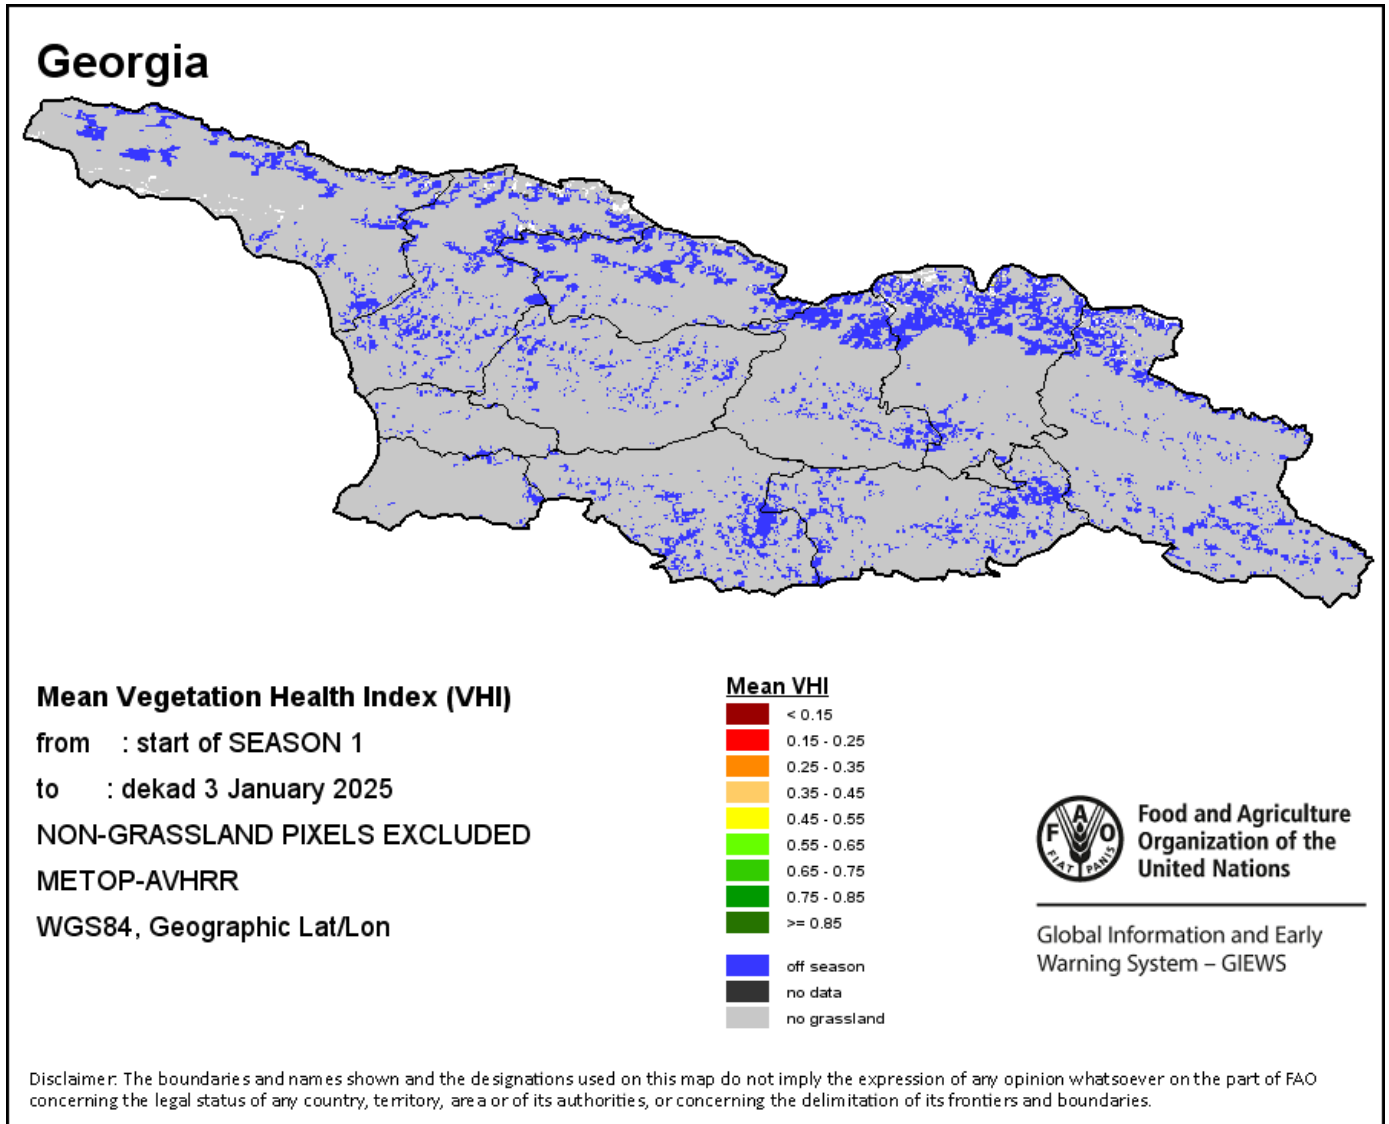 Georgia
Mean Vegetation Health Index (VHI)
from : start of SEASON 1
to : dekad 3 January 2025
NON-GRASSLAND PIXELS EXCLUDED
METOP-AVHRR
WGS84, Geographic Lat/Lon
Mean VHI
< 0.15
0.15 - 0.25
0.25 - 0.35
0.35 - 0.45
0.45 - 0.55
0.55 - 0.65
0.65 - 0.75
0.75 - 0.85
>= 0.85
off season
no data
no grassland
F A O
FIAT PANIS
Food and Agriculture
Organization of the
United Nations
Global Information and Early
Warning System – GIEWS
Disclaimer: The boundaries and names shown and the designations used on this map do not imply the expression of any opinion whatsoever on the part of FAO
concerning the legal status of any country, territory, area or of its authorities, or concerning the delimitation of its frontiers and boundaries.